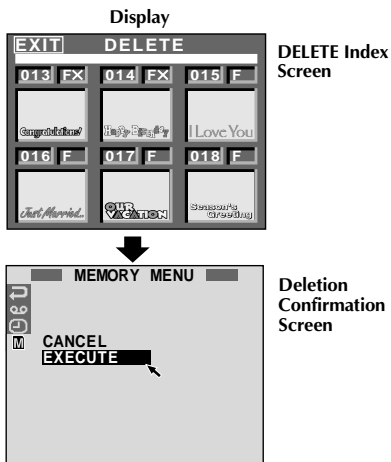 Display
EXIT DELETE
DELETE Index
Screen
013 FX 014 FX 015 F
Congratulations! Happy Birthday I Love You
016 F 017 F 018 F
Just Married.. OUR
VACATION Season's
Greeting
MEMORY MENU
Deletion
Confirmation
Screen
M CANCEL
EXECUTE